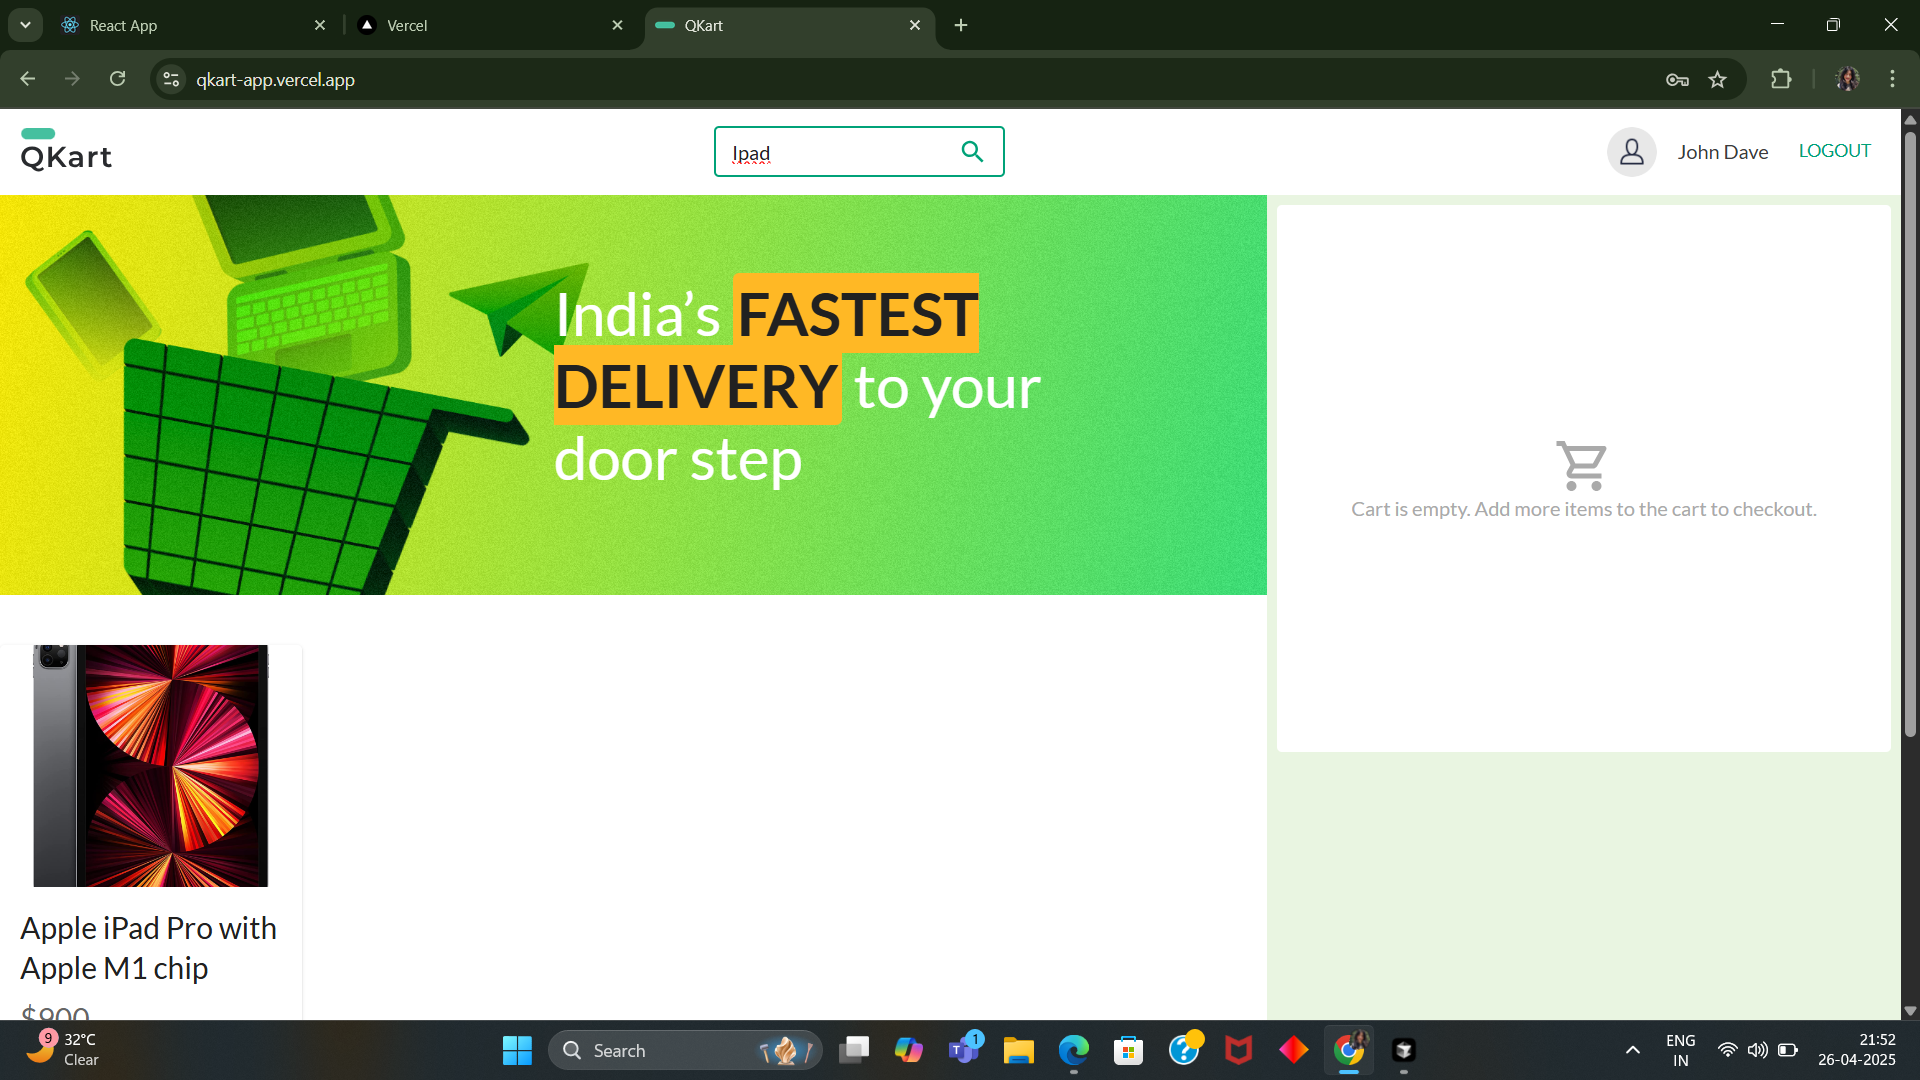 React App
Vercel
QKart
qkart-app.vercel.app
QKart
Ipad
John Dave
LOGOUT
India’s FASTEST
DELIVERY to your
door step
Cart is empty. Add more items to the cart to checkout.
Apple iPad Pro with
Apple M1 chip
$900
9
32°C
Clear
Search
1
T
ENG
IN
21:52
26-04-2025